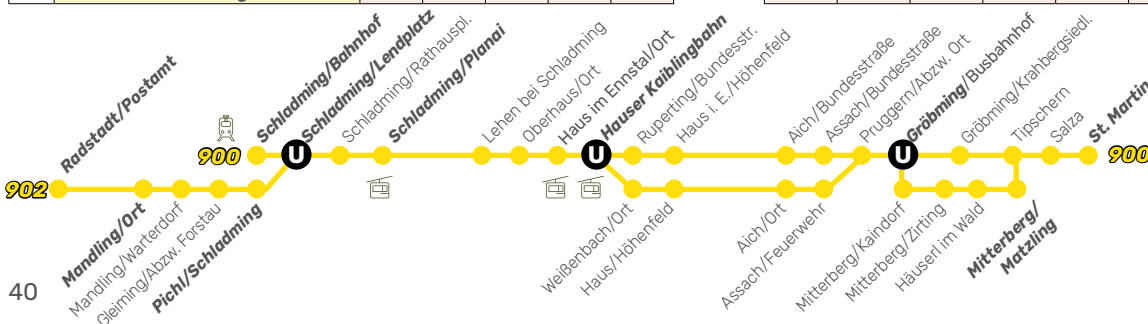 Radstadt/Postamt
Schladming/Bahnhof
Schladming/Lendplatz
Schladming/Rathauspl.
Schladming/Planai
Lehen bei Schladming
Oberhaus/Ort
Haus im Ennstal/Ort
Hauser Kaiblingbahn
Ruperting/Bundesstr.
Haus i. E./Höhenfeld
Aich/Bundesstraße
Assach/Bundesstraße
Pruggern/Abzw. Ort
Gröbming/Busbahnhof
Gröbming/Krahbergsiedl.
Tipschern
Salza
St. Martin
900
U
U
U
900
902
Mandling/Ort
Mandling/Warterdorf
Gleiming/Abzw. Forstau
Pichl/Schladming
Weißenbach/Ort
Haus/Höhenfeld
Aich/Ort
Assach/Feuerwehr
Mitterberg/Kaindorf
Mitterberg/Zirting
Häuserl im Wald
Mitterberg/
Matzling
40